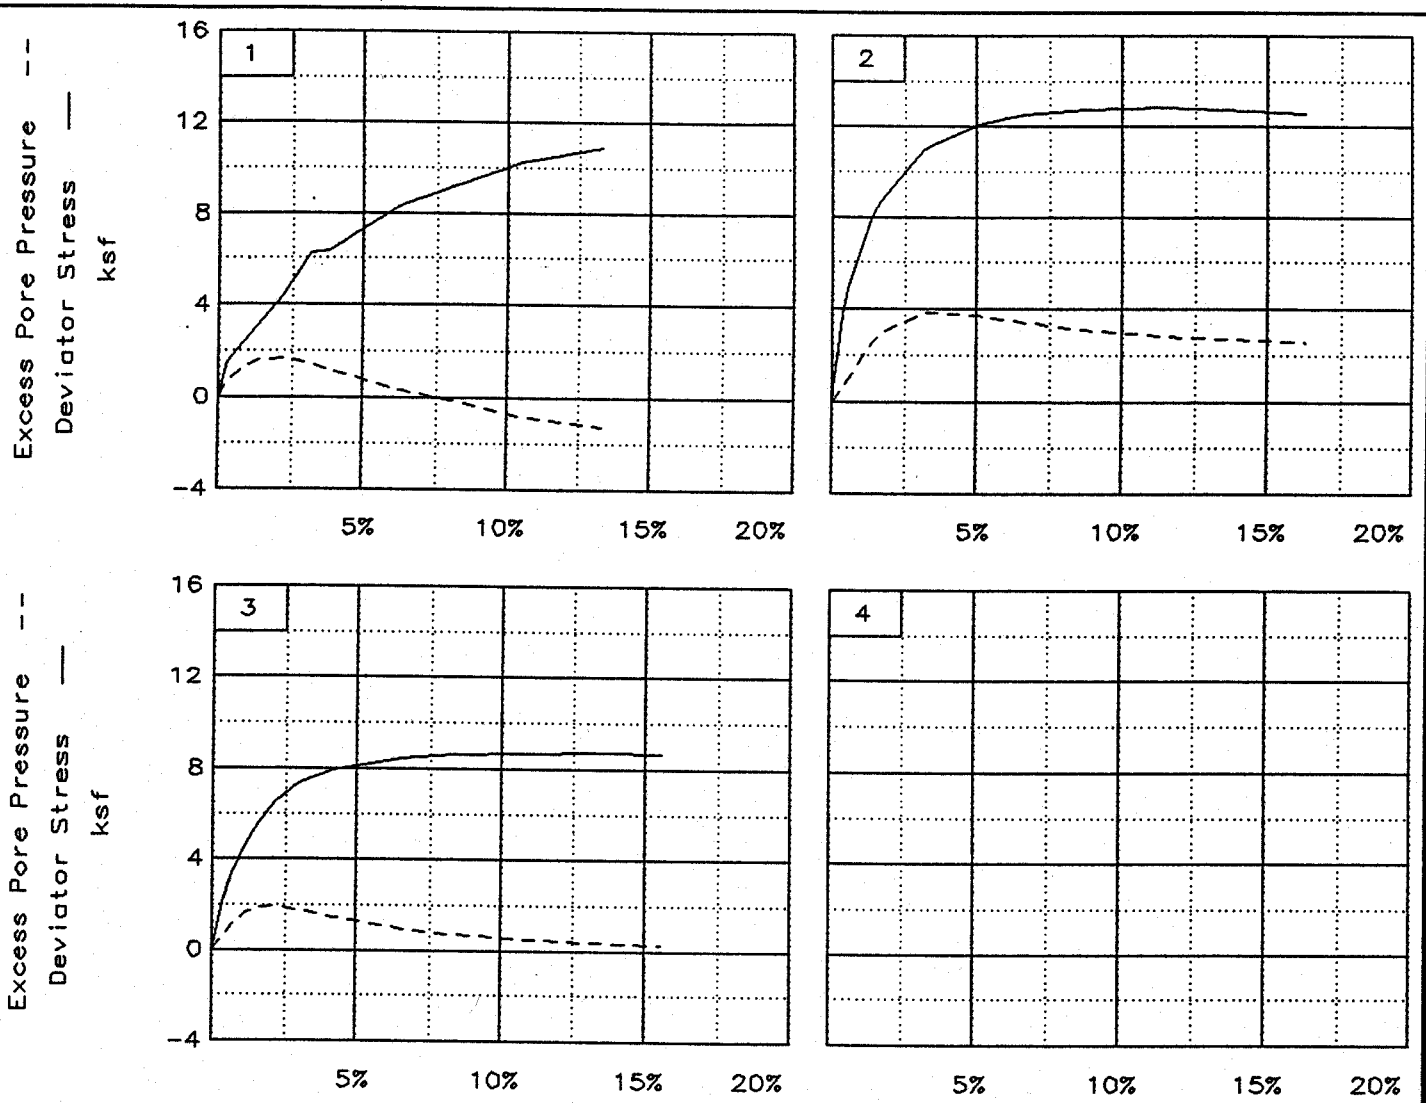 Excess Pore Pressure --
Deviator Stress —
ksf
16
12
8
4
0
-4
1
5% 10% 15% 20%
2
5% 10% 15% 20%
Excess Pore Pressure --
Deviator Stress —
ksf
16
12
8
4
0
-4
3
5% 10% 15% 20%
4
5% 10% 15% 20%